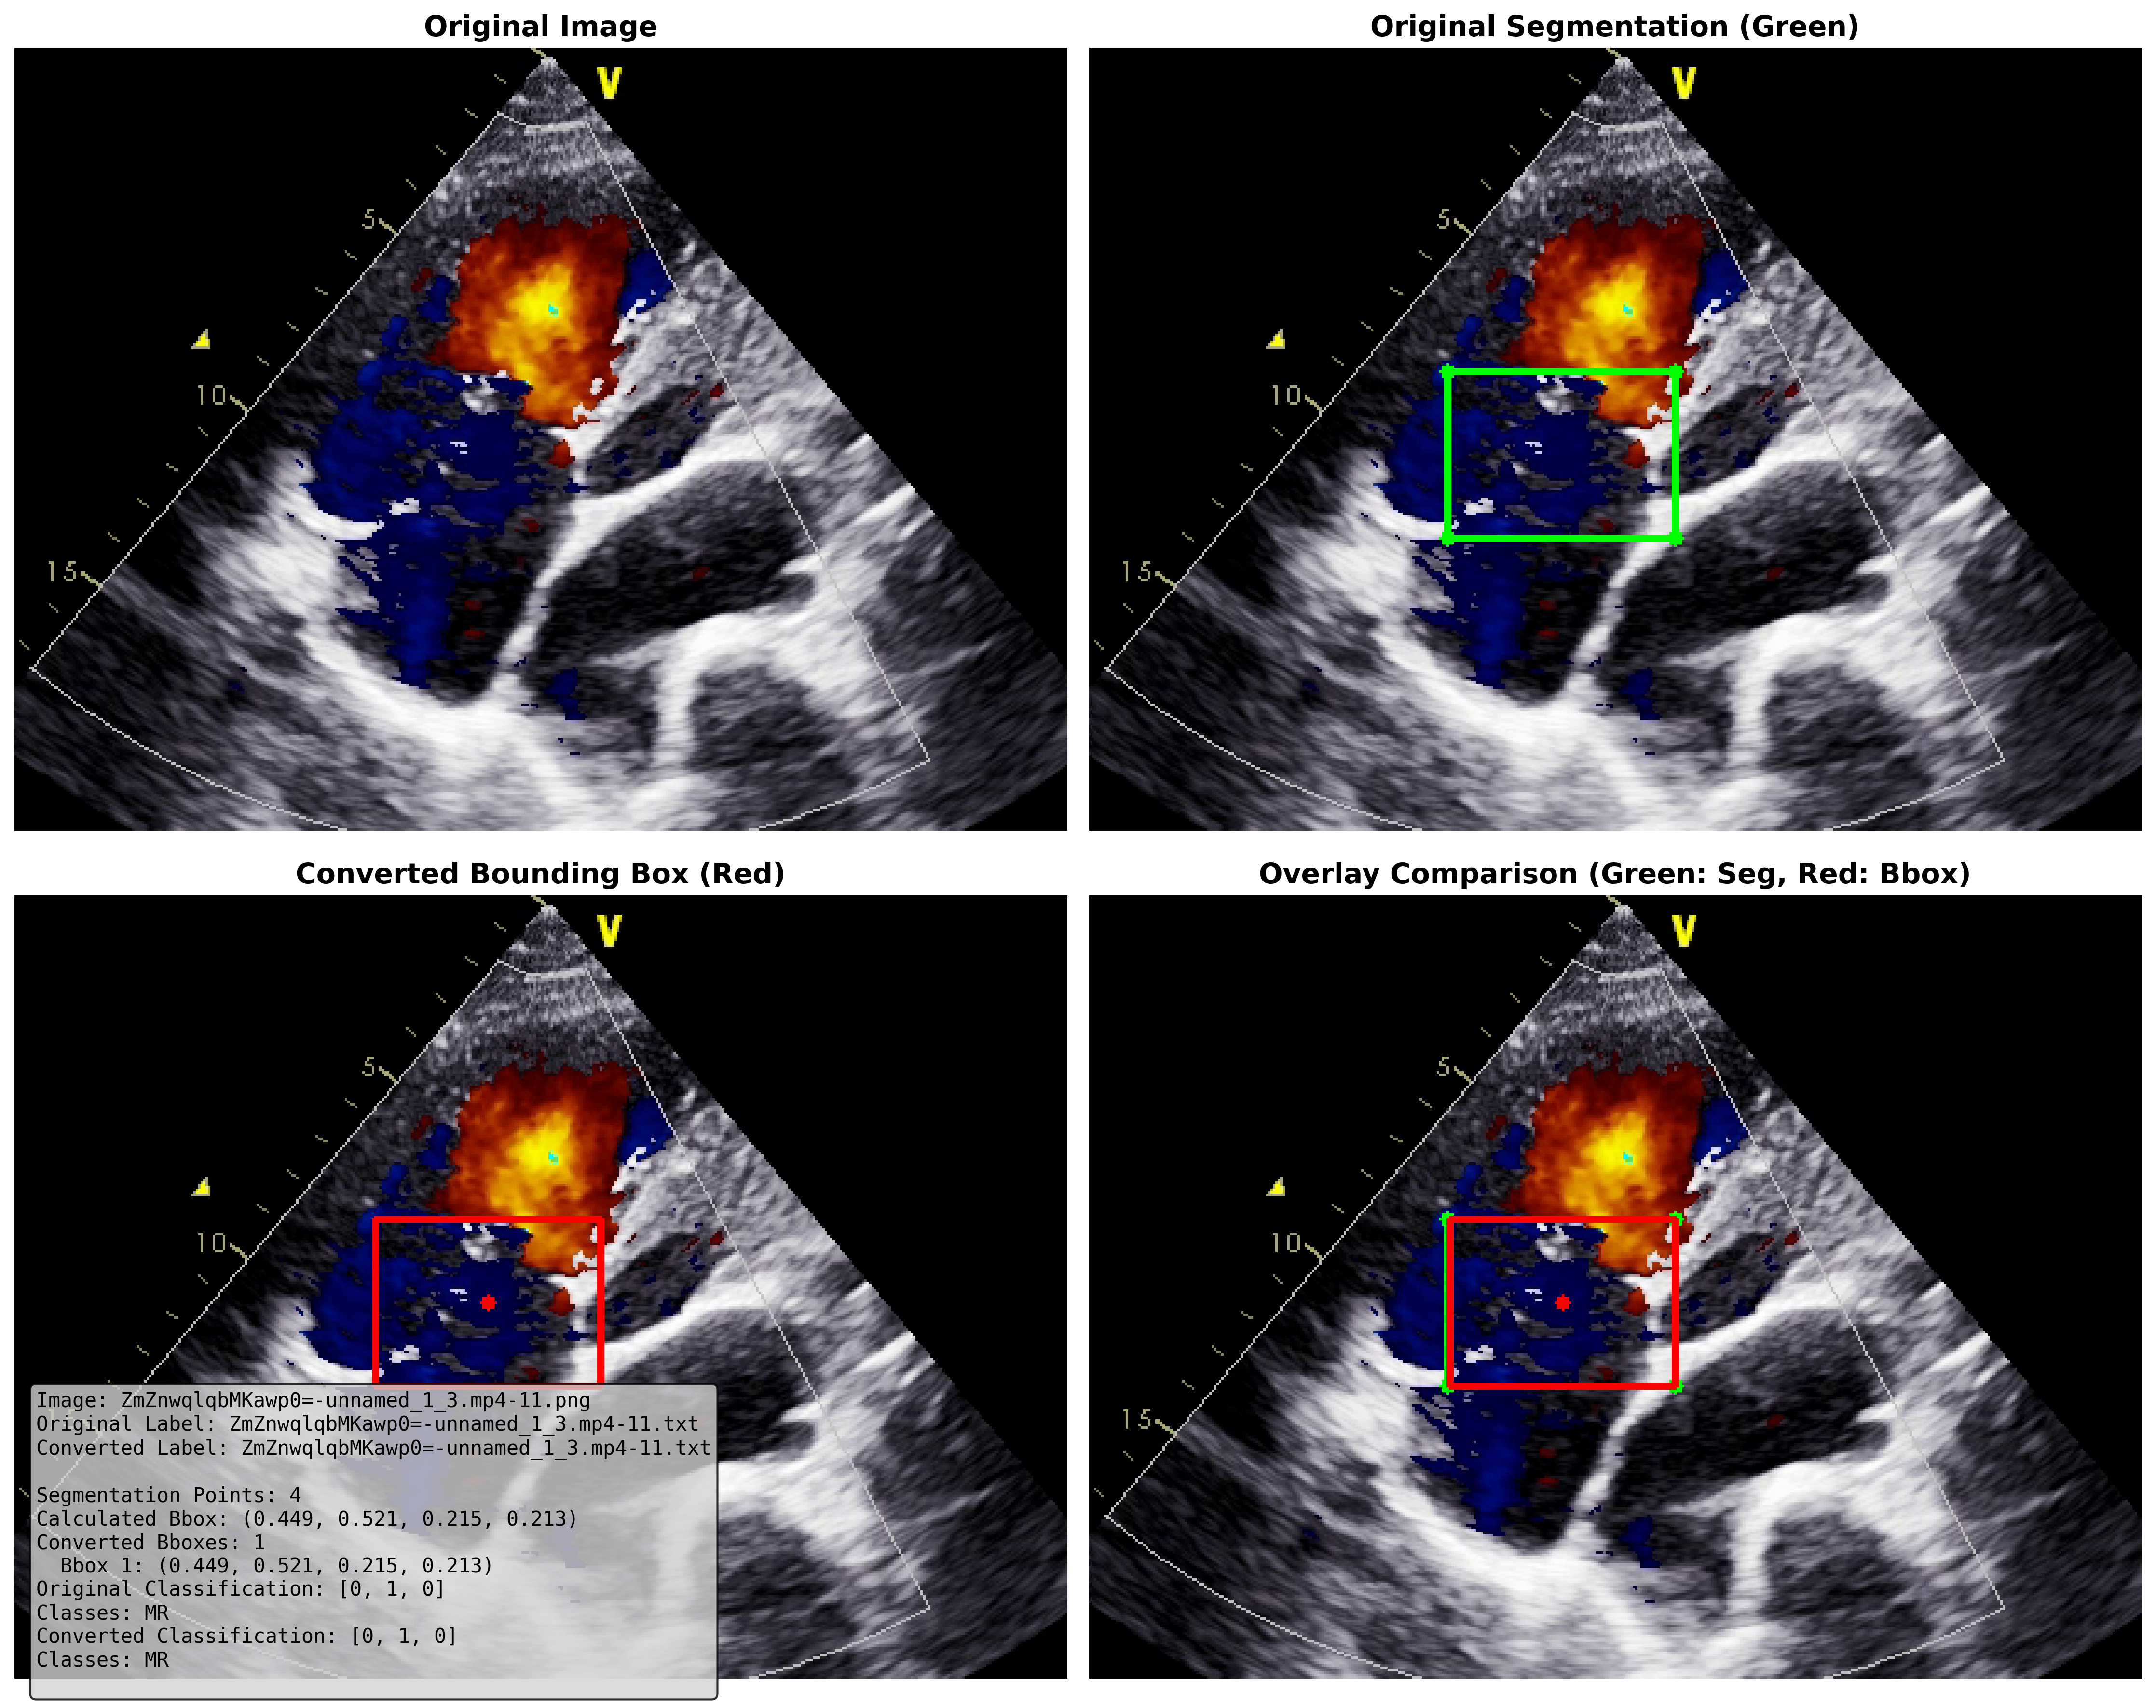 Original Image
Original Segmentation (Green)
V
5
10
15
V
5
10
15
Converted Bounding Box (Red)
Overlay Comparison (Green: Seg, Red: Bbox)
V
5
10
V
5
10
15
Image: ZmZnwqlqbMKawp0=-unnamed_1_3.mp4-11.png
Original Label: ZmZnwqlqbMKawp0=-unnamed_1_3.mp4-11.txt
Converted Label: ZmZnwqlqbMKawp0=-unnamed_1_3.mp4-11.txt
Segmentation Points: 4
Calculated Bbox: (0.449, 0.521, 0.215, 0.213)
Converted Bboxes: 1
Bbox 1: (0.449, 0.521, 0.215, 0.213)
Original Classification: [0, 1, 0]
Classes: MR
Converted Classification: [0, 1, 0]
Classes: MR